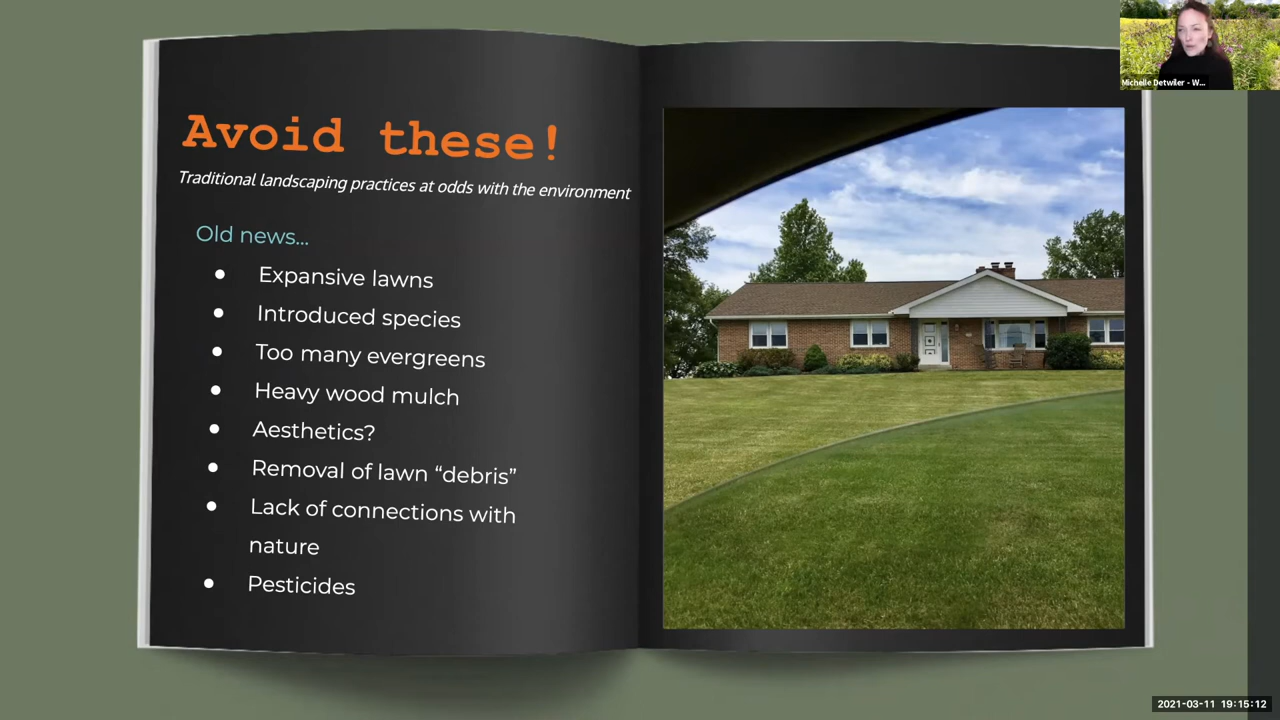 Michelle Detwiler - W...
Avoid these!
Traditional landscaping practices at odds with the environment
Old news...
• Expansive lawns
• Introduced species
• Too many evergreens
• Heavy wood mulch
• Aesthetics?
• Removal of lawn “debris”
• Lack of connections with
nature
• Pesticides
2021-03-11 19:15:12